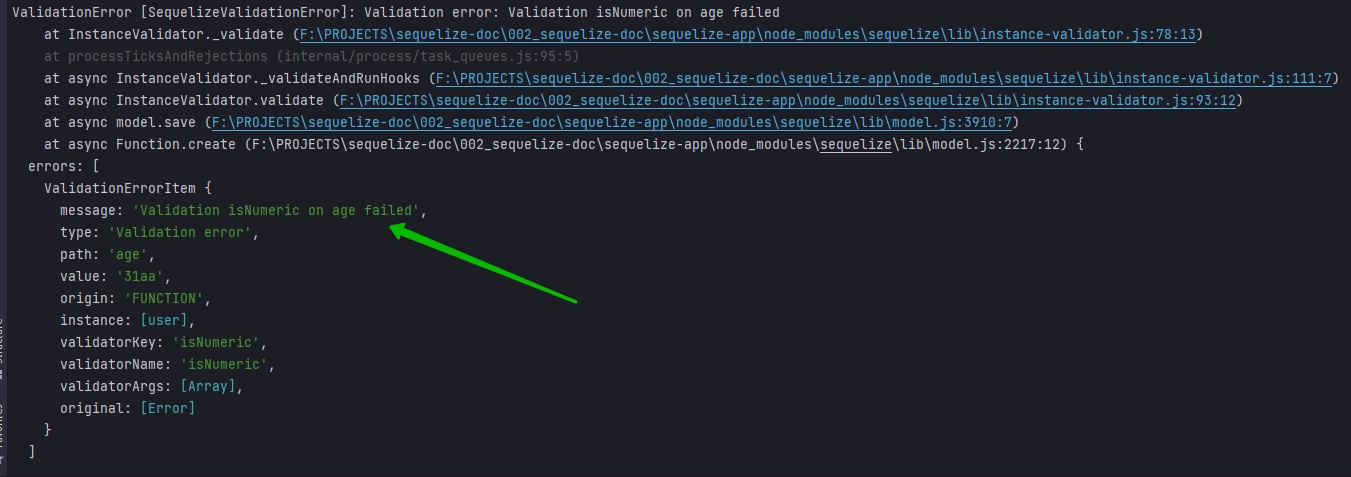 ValidationError [SequelizeValidationError]: Validation error: Validation isNumeric on age failed
    at InstanceValidator._validate (F:\PROJECTS\sequelize-doc\002_sequelize-doc\sequelize-app\node_modules\sequelize\lib\instance-validator.js:78:13)
    at processTicksAndRejections (internal/process/task_queues.js:95:5)
    at async InstanceValidator._validateAndRunHooks (F:\PROJECTS\sequelize-doc\002_sequelize-doc\sequelize-app\node_modules\sequelize\lib\instance-validator.js:111:7)
    at async InstanceValidator.validate (F:\PROJECTS\sequelize-doc\002_sequelize-doc\sequelize-app\node_modules\sequelize\lib\instance-validator.js:93:12)
    at async model.save (F:\PROJECTS\sequelize-doc\002_sequelize-doc\sequelize-app\node_modules\sequelize\lib\model.js:3910:7)
    at async Function.create (F:\PROJECTS\sequelize-doc\002_sequelize-doc\sequelize-app\node_modules\sequelize\lib\model.js:2217:12) {
  errors: [
    ValidationErrorItem {
      message: 'Validation isNumeric on age failed',
      type: 'Validation error',
      path: 'age',
      value: '31aa',
      origin: 'FUNCTION',
      instance: [user],
      validatorKey: 'isNumeric',
      validatorName: 'isNumeric',
      validatorArgs: [Array],
      original: [Error]
    }
  ]